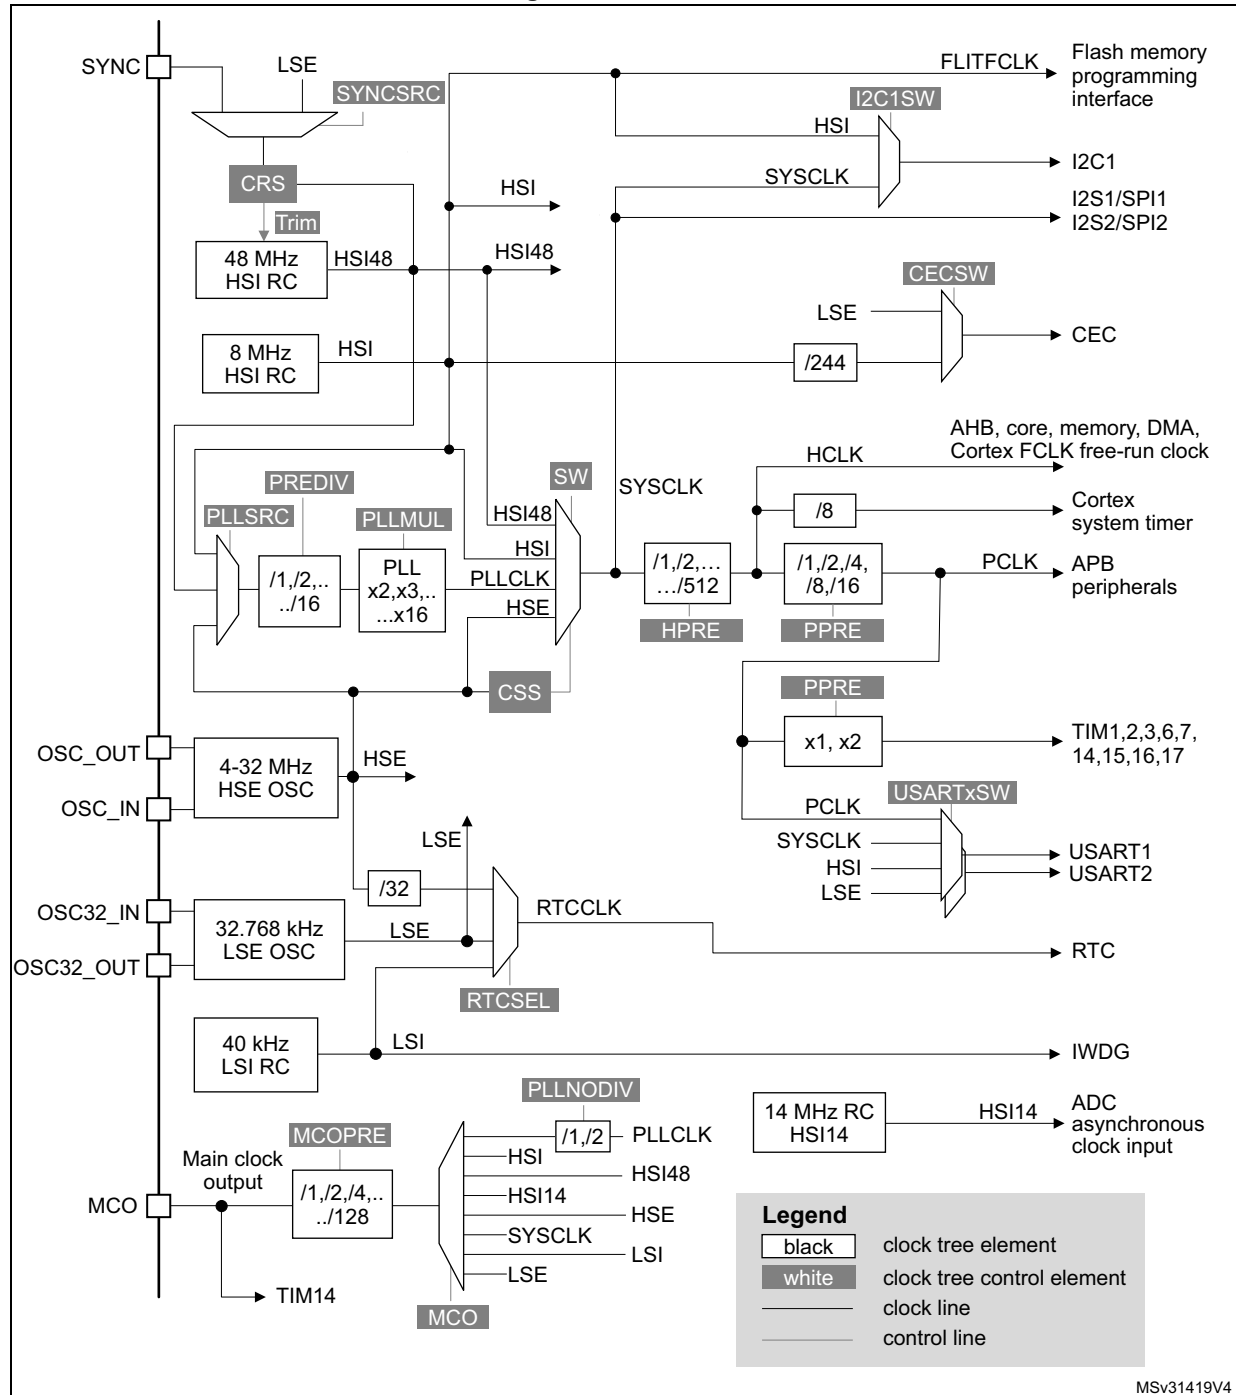 SYNC
LSE
SYNCSRC
CRS
Trim
48 MHz
HSI RC
HSI48
HSI48
HSI
8 MHz
HSI RC
HSI
FLITFCLK
Flash memory
programming
interface
I2C1SW
HSI
SYSCLK
I2C1
I2S1/SPI1
I2S2/SPI2
CECSW
LSE
/244
CEC
AHB, core, memory, DMA,
Cortex FCLK free-run clock
HCLK
/8
Cortex
system timer
PLLSRC
PREDIV
/1,/2,..
../16
PLLMUL
PLL
x2,x3,..
...x16
SW
HSI48
HSI
PLLCLK
HSE
SYSCLK
/1,/2,…
…/512
HPRE
/1,/2,/4,
/8,/16
PPRE
PCLK
APB
peripherals
CSS
PPRE
x1, x2
TIM1,2,3,6,7,
14,15,16,17
OSC_OUT
OSC_IN
4-32 MHz
HSE OSC
HSE
USARTxSW
PCLK
SYSCLK
HSI
LSE
USART1
USART2
LSE
/32
OSC32_IN
OSC32_OUT
32.768 kHz
LSE OSC
LSE
RTCCLK
RTCSEL
RTC
40 kHz
LSI RC
LSI
IWDG
14 MHz RC
HSI14
HSI14
ADC
asynchronous
clock input
PLLNODIV
/1,/2
PLLCLK
HSI
HSI48
HSI14
HSE
SYSCLK
LSI
LSE
MCO
MCOPRE
/1,/2,/4,..
../128
Main clock
output
MCO
TIM14
Legend
black
clock tree element
white
clock tree control element
clock line
control line
MSv31419V4